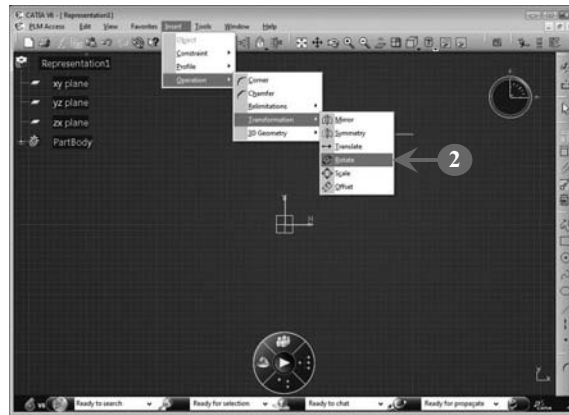 CATIA V6 - [ Representation1]
PLM Access Edit View Favorites Insert Tools Window Help
Object
Constraint
Profile
Operation
Corner
Chamfer
Relimitations
Transformation
3D Geometry
Mirror
Symmetry
Translate
Rotate
Scale
Offset
2
Representation1
xy plane
yz plane
zx plane
PartBody
V
H
Ready to search
Ready for selection
Ready to chat
Ready for propagate